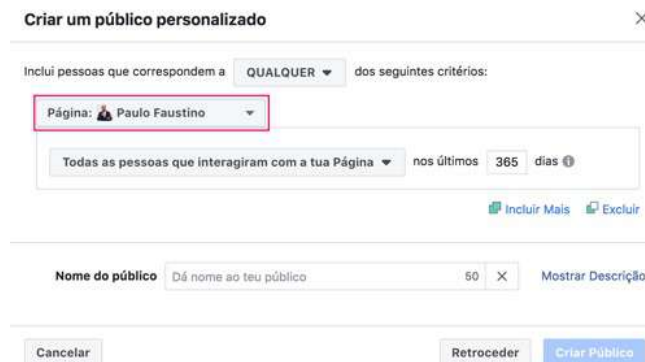 Criar um público personalizado
Inclui pessoas que correspondem a QUALQUER dos seguintes critérios:
Página: Paulo Faustino
Todas as pessoas que interagiram com a tua Página nos últimos 365 dias
Incluir Mais Excluir
Nome do público Dá nome ao teu público 50 Mostrar Descrição
Cancelar Retroceder Criar Público